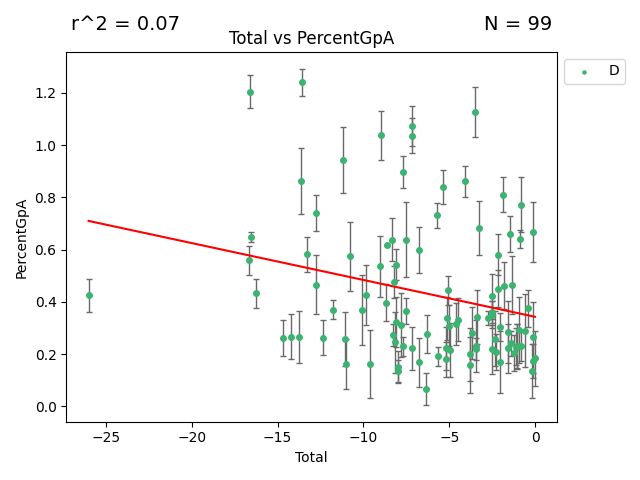 r^2 = 0.07 N = 99
Total vs PercentGpA
D
PercentGpA
1.2
1.0
0.8
0.6
0.4
0.2
0.0
−25 −20 −15 −10 −5 0
Total